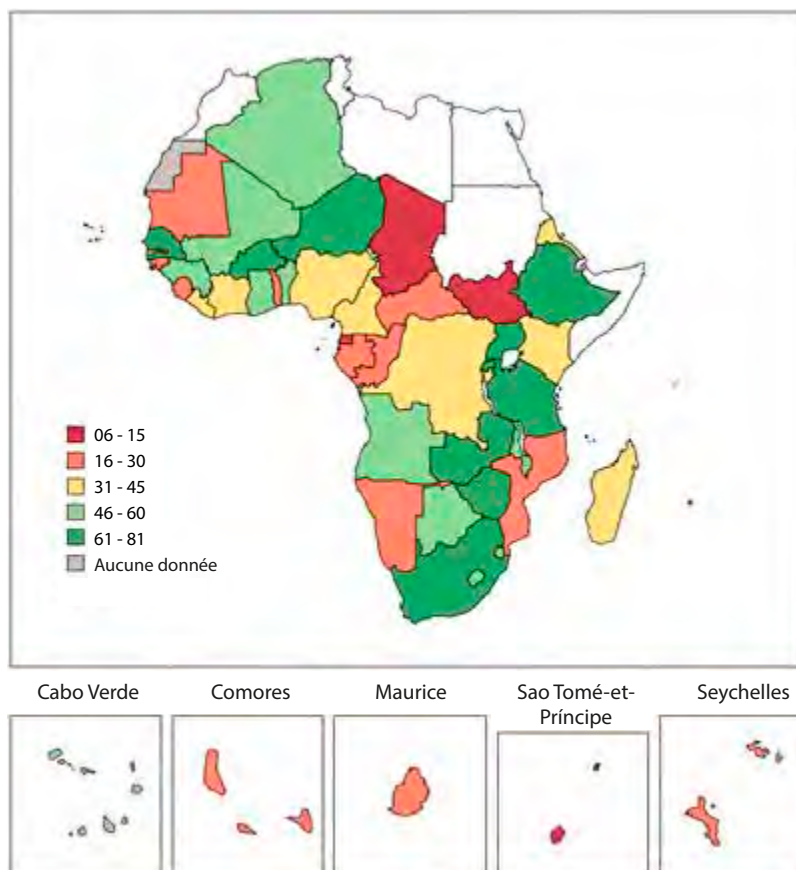 06 - 15
16 - 30
31 - 45
46 - 60
61 - 81
Aucune donnée
Cabo Verde
Comores
Maurice
Sao Tomé-et-
Príncipe
Seychelles